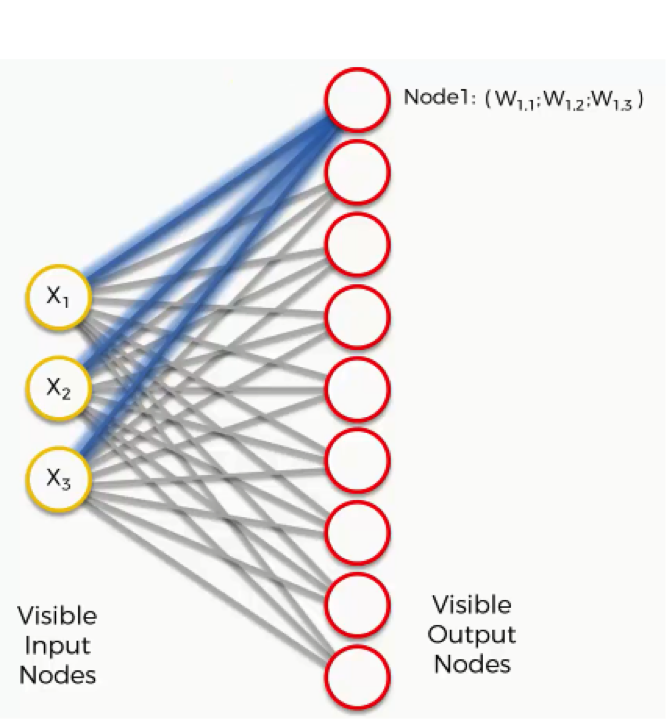 Node1: (W1.1;W1.2;W1.3)
X1
X2
X3
Visible
Input
Nodes
Visible
Output
Nodes